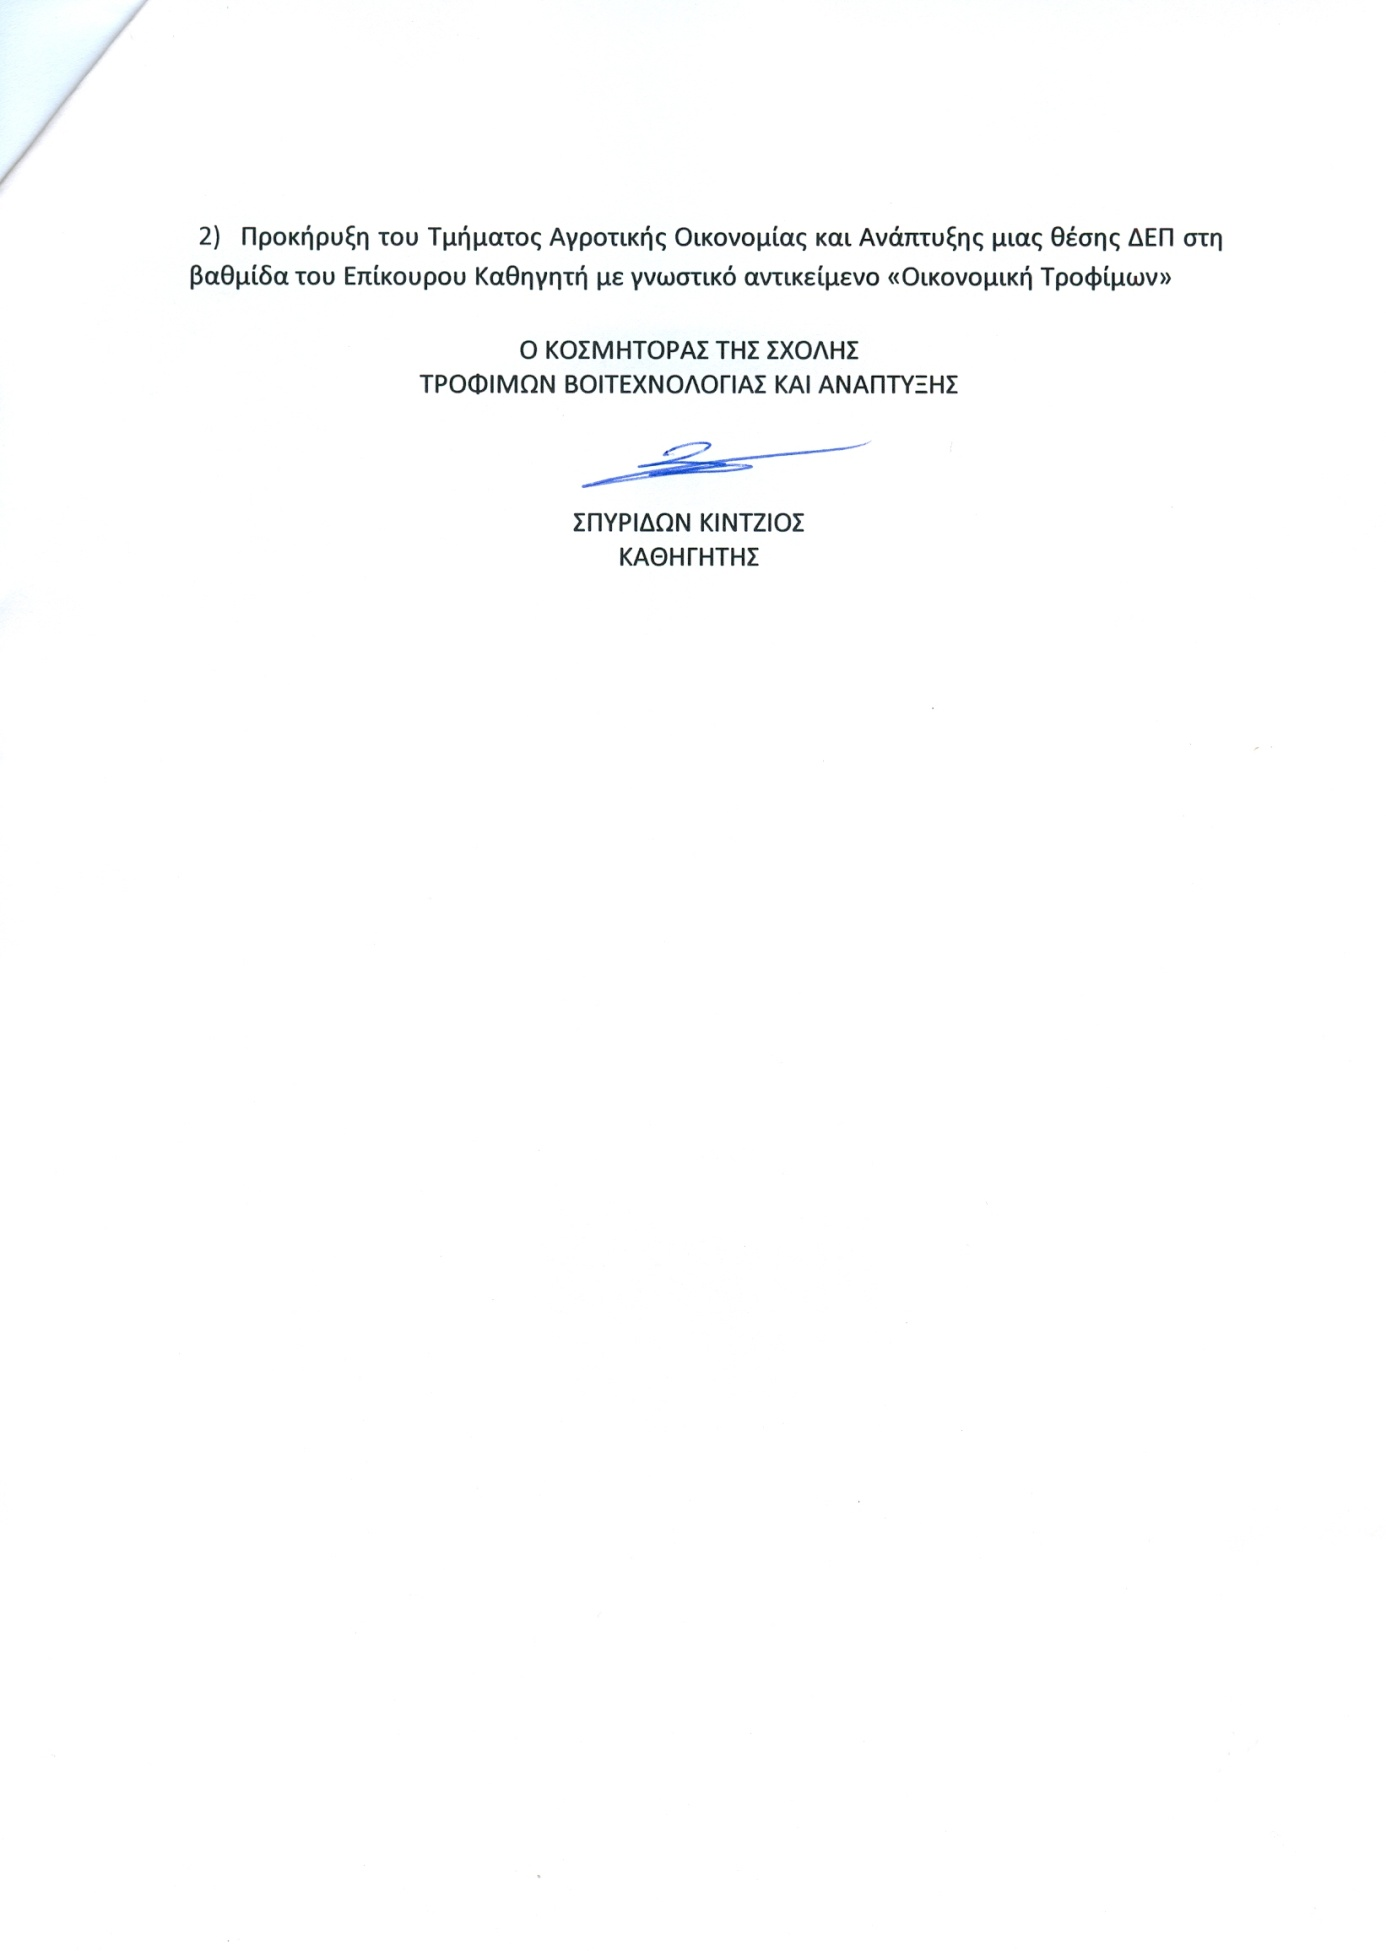 2) Προκήρυξη του Τμήματος Αγροτικής Οικονομίας και Ανάπτυξης μιας θέσης ΔΕΠ στη
βαθμίδα του Επίκουρου Καθηγητή με γνωστικό αντικείμενο «Οικονομική Τροφίμων»
Ο ΚΟΣΜΗΤΟΡΑΣ ΤΗΣ ΣΧΟΛΗΣ
ΤΡΟΦΙΜΩΝ ΒΟΙΤΕΧΝΟΛΟΓΙΑΣ ΚΑΙ ΑΝΑΠΤΥΞΗΣ
ΣΠΥΡΙΔΩΝ ΚΙΝΤΖΙΟΣ
ΚΑΘΗΓΗΤΗΣ